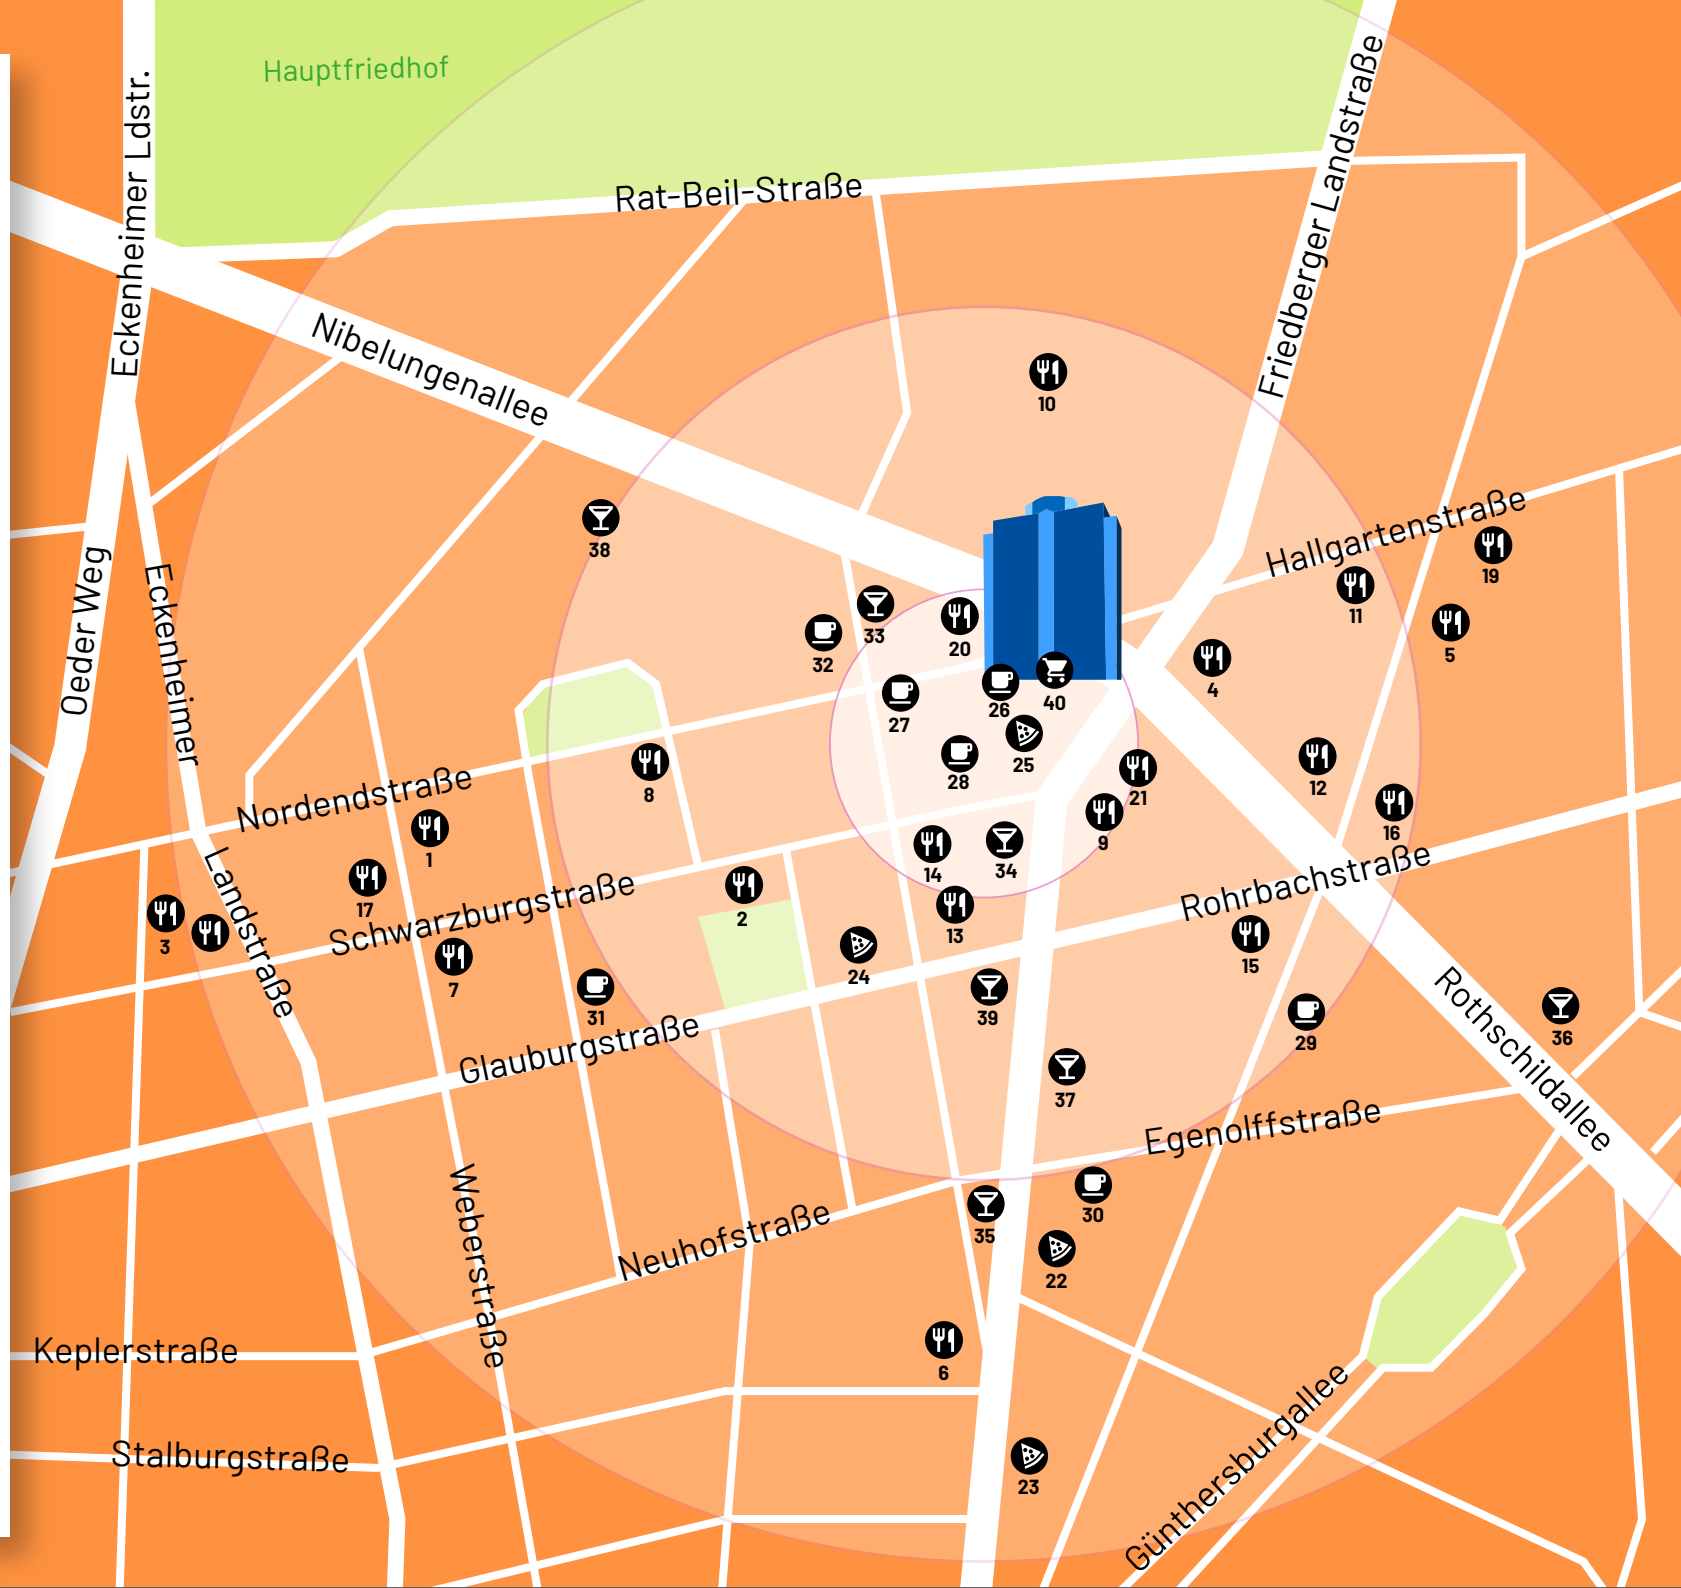 Hauptfriedhof
Eckenheimer Ldstr.
Rat-Beil-Straße
Friedberger Landstraße
Nibelungenallee
10
Hallgartenstraße
38
19
11
Oeder Weg
Eckenheimer
Landstraße
33
20
32
5
4
26
40
27
25
28
Nordendstraße
8
21
12
16
1
9
14
34
Rohrbachstraße
17
Schwarzburgstraße
2
13
3
15
24
7
31
39
Glauburgstraße
29
36
Rothschildallee
37
Egenolffstraße
Weberstraße
30
35
Neuhofstraße
22
Keplerstraße
6
Günthersburgallee
Stalburgstraße
23